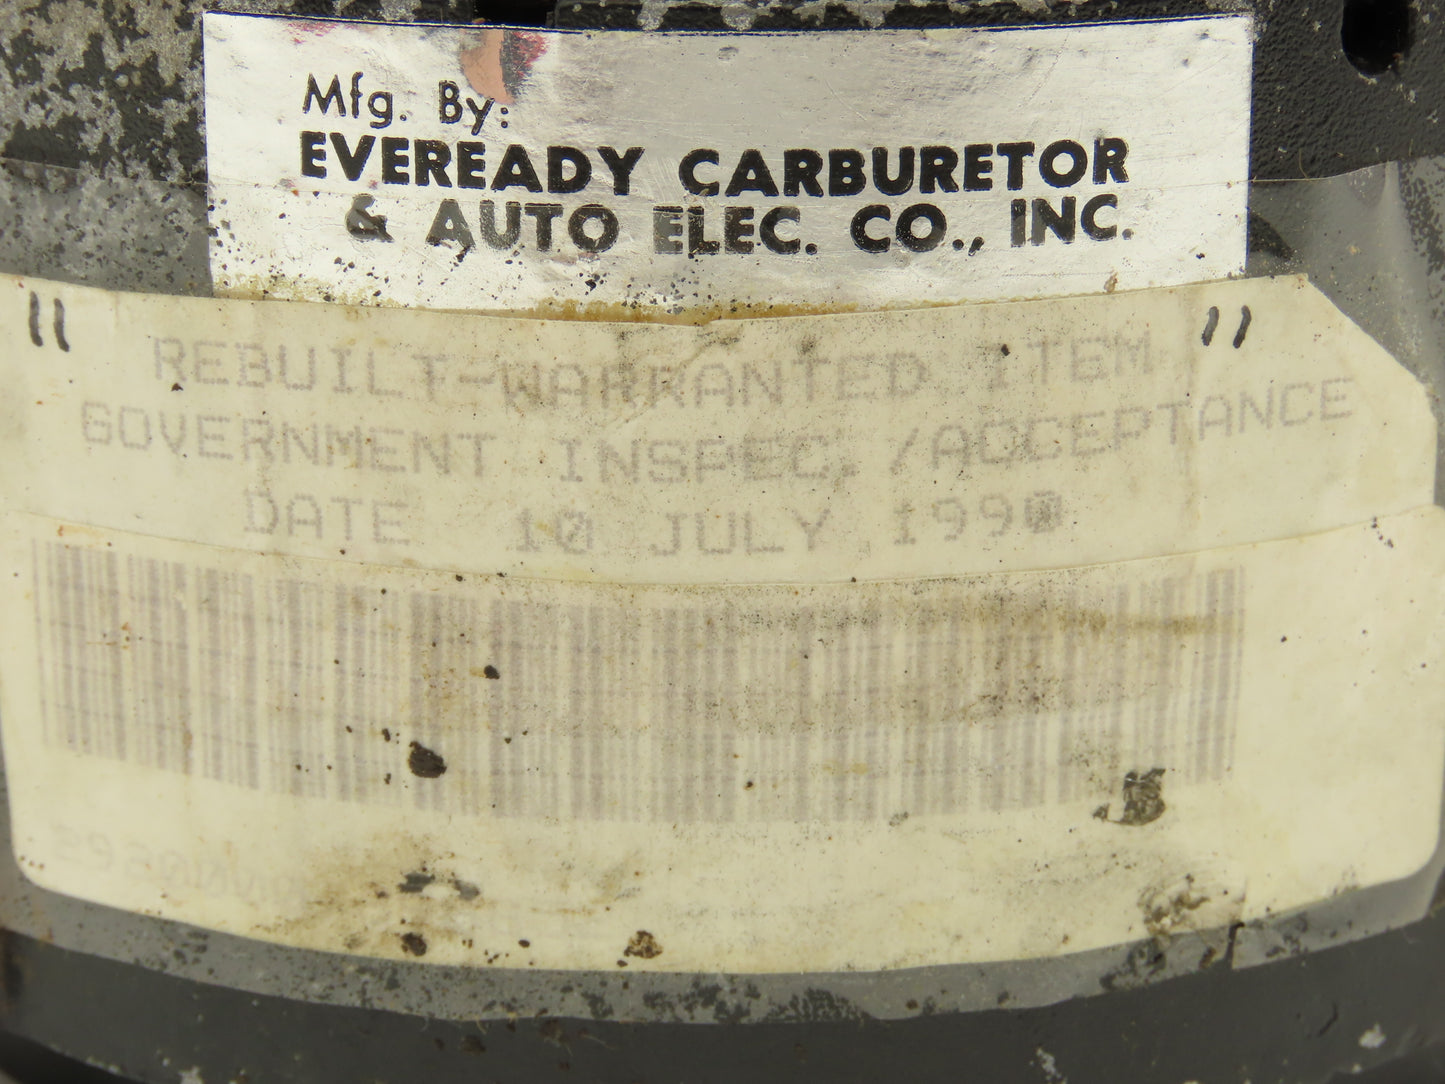 Mfg. By:
EVEREADY CARBURETOR
& AUTO ELEC. CO., INC.
" REBUILT-WARRANTED ITEM "
GOVERNMENT INSPEC./ACCEPTANCE
DATE 10 JULY 1990